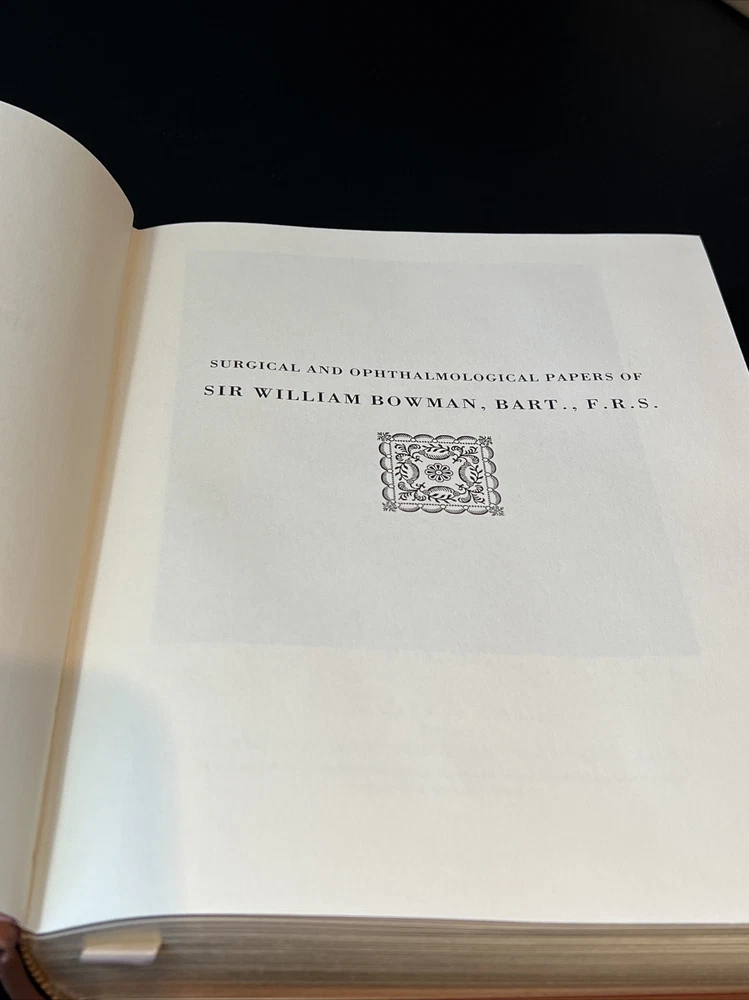 SURGICAL AND OPHTHALMOLOGICAL PAPERS OF
SIR WILLIAM BOWMAN, BART., F.R.S.